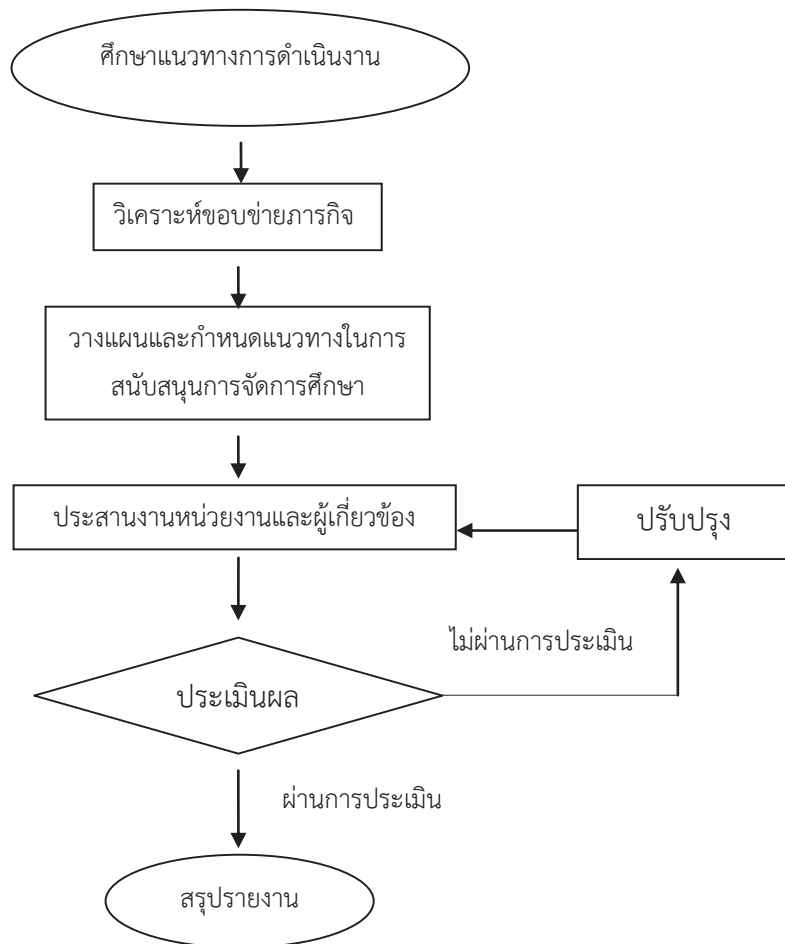 ศึกษาแนวทางการดำเนินงาน
วิเคราะห์ขอบข่ายภารกิจ
วางแผนและกำหนดแนวทางในการ
สนับสนุนการจัดการศึกษา
ประสานงานหน่วยงานและผู้เกี่ยวข้อง
ปรับปรุง
ไม่ผ่านการประเมิน
ประเมินผล
ผ่านการประเมิน
สรุปรายงาน